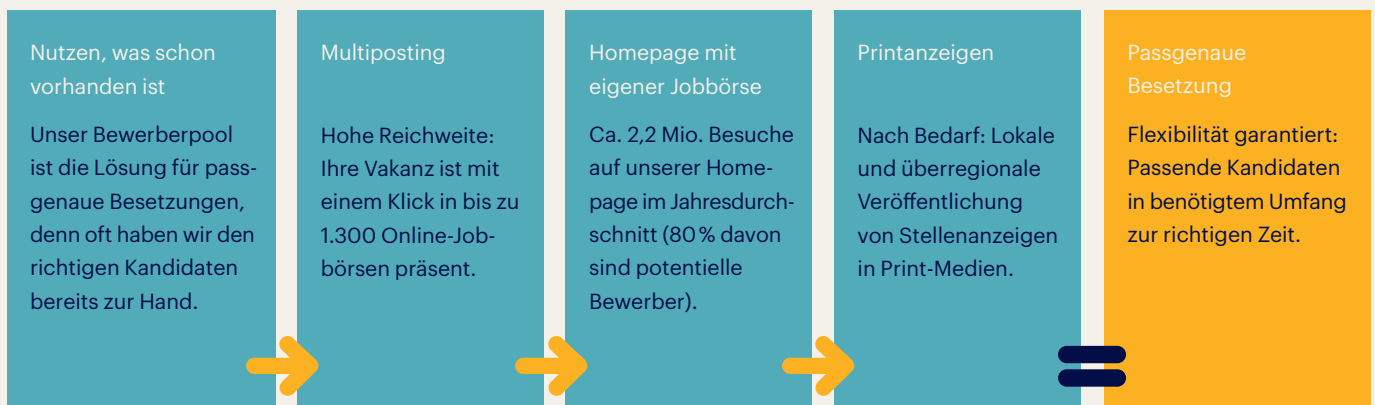 Nutzen, was schon
vorhanden ist
Unser Bewerberpool
ist die Lösung für pass-
genaue Besetzungen,
denn oft haben wir den
richtigen Kandidaten
bereits zur Hand.
Multiposting
Hohe Reichweite:
Ihre Vakanz ist mit
einem Klick in bis zu
1.300 Online-Job-
börsen präsent.
Homepage mit
eigener Jobbörse
Ca. 2,2 Mio. Besuche
auf unserer Home-
page im Jahresdurch-
schnitt (80 % davon
sind potentielle
Bewerber).
Printanzeigen
Nach Bedarf: Lokale
und überregionale
Veröffentlichung
von Stellenanzeigen
in Print-Medien.
Passgenaue
Besetzung
Flexibilität garantiert:
Passende Kandidaten
in benötigtem Umfang
zur richtigen Zeit.